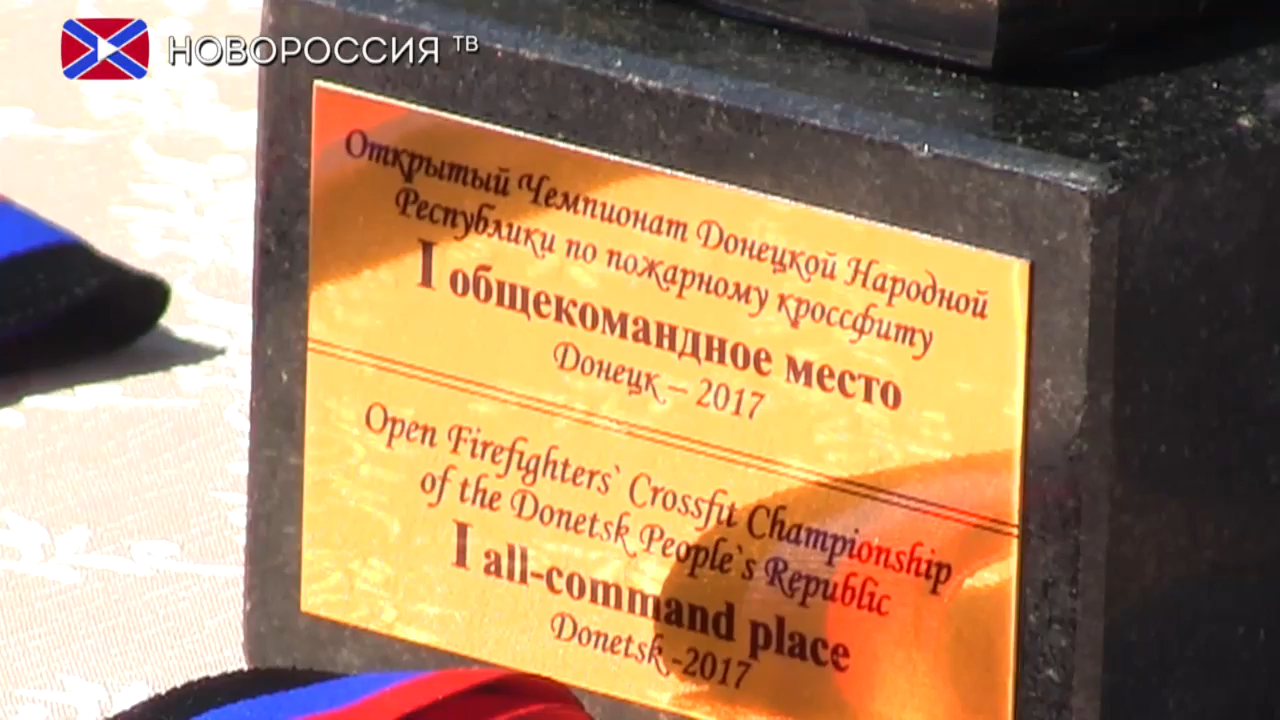 НОВОРОССИЯ ТВ
Открытый Чемпионат Донецкой Народной
Республики по пожарному кроссфиту
I общекомандное место
Донецк – 2017
Open Firefighters` Crossfit Championship
of the Donetsk People`s Republic
I all-command place
Donetsk -2017